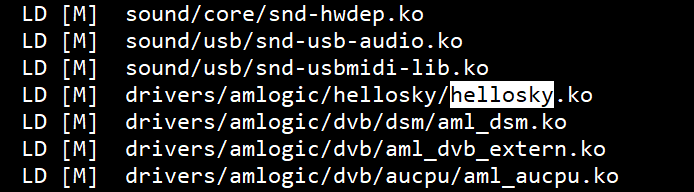 LD [M]  sound/core/snd-hwdep.ko
LD [M]  sound/usb/snd-usb-audio.ko
LD [M]  sound/usb/snd-usbmidi-lib.ko
LD [M]  drivers/amlogic/hellosky/hellosky.ko
LD [M]  drivers/amlogic/dvb/dsm/aml_dsm.ko
LD [M]  drivers/amlogic/dvb/aml_dvb_extern.ko
LD [M]  drivers/amlogic/dvb/aucpu/aml_aucpu.ko